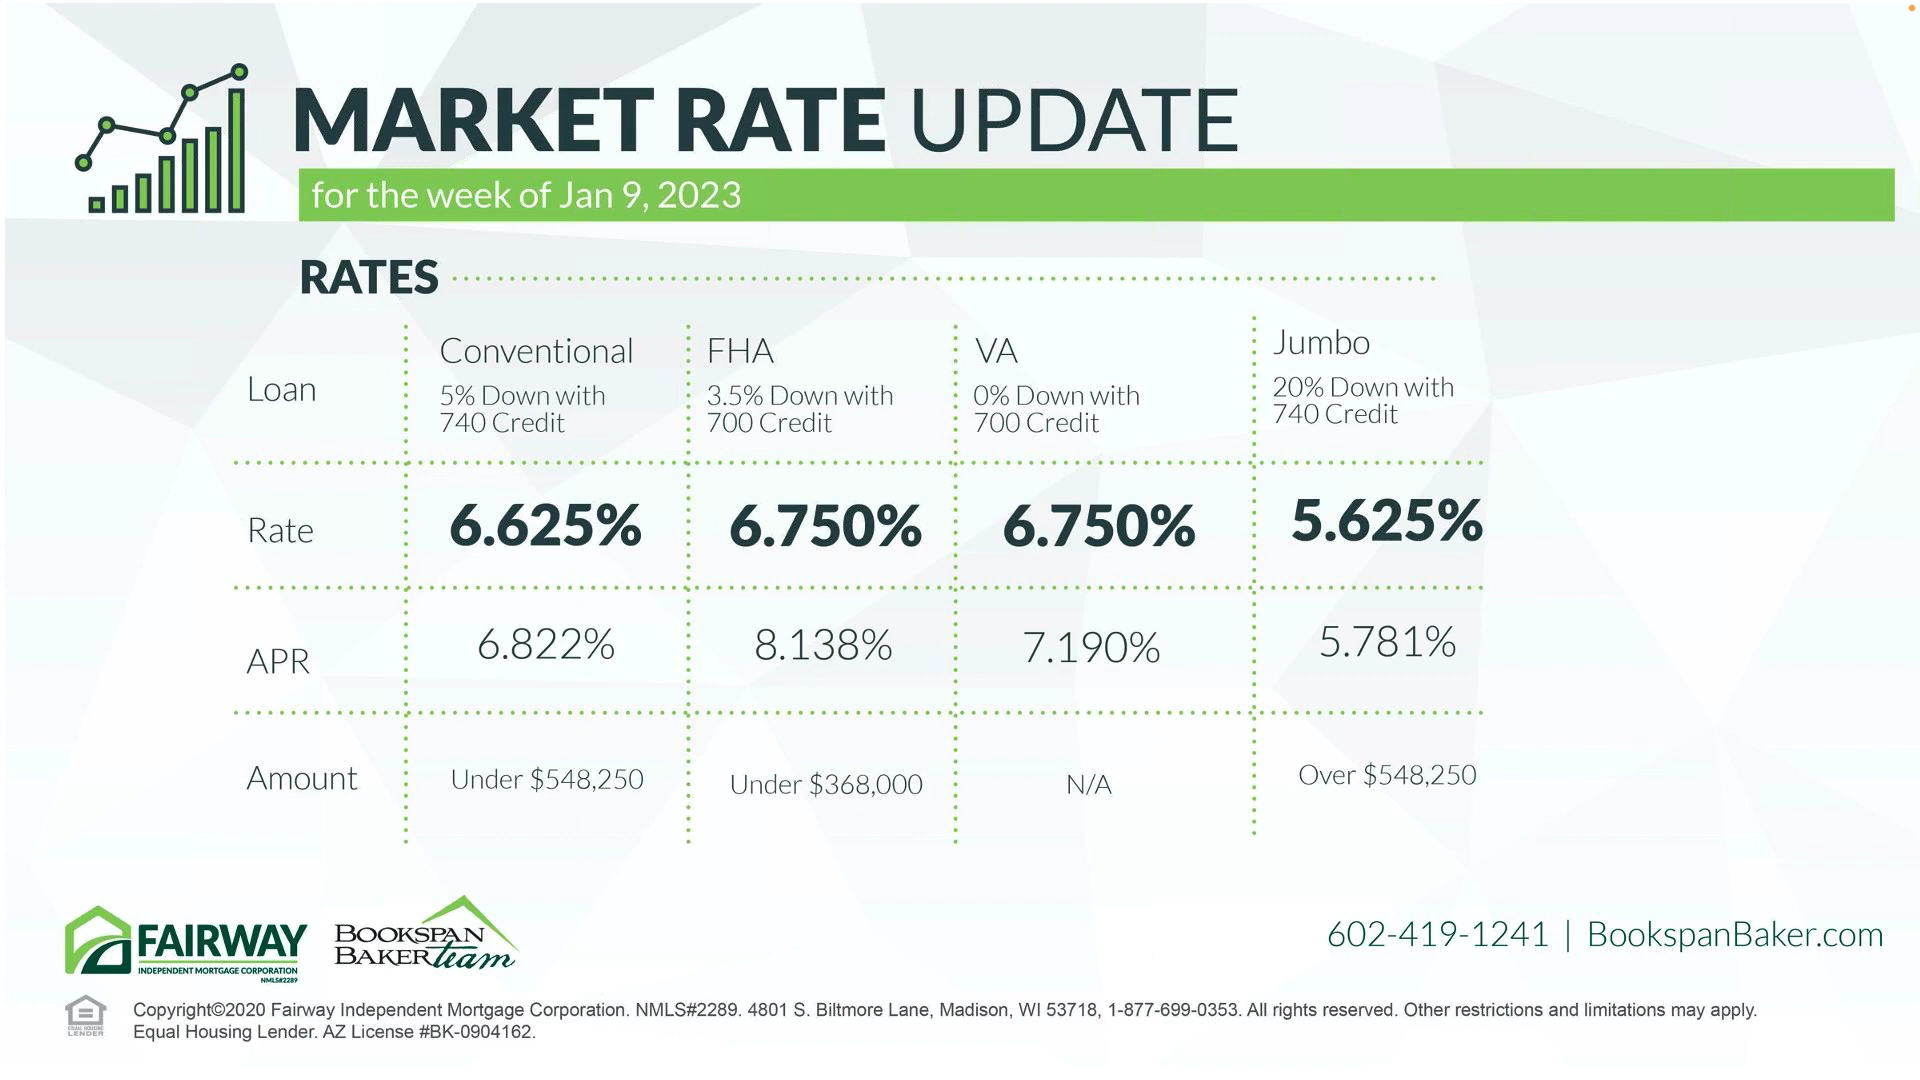 MARKET RATE UPDATE
for the week of Jan 9, 2023
RATES
Loan
Conventional
5% Down with
740 Credit
FHA
3.5% Down with
700 Credit
VA
0% Down with
700 Credit
Jumbo
20% Down with
740 Credit
Rate
6.625%
6.750%
6.750%
5.625%
APR
6.822%
8.138%
7.190%
5.781%
Amount
Under $548,250
Under $368,000
N/A
Over $548,250
FAIRWAY
INDEPENDENT MORTGAGE CORPORATION
NMLS#2289
BOOKSPAN
BAKER team
602-419-1241 | BookspanBaker.com
EQUAL HOUSING
LENDER
Copyright©2020 Fairway Independent Mortgage Corporation. NMLS#2289. 4801 S. Biltmore Lane, Madison, WI 53718, 1-877-699-0353. All rights reserved. Other restrictions and limitations may apply.
Equal Housing Lender. AZ License #BK-0904162.